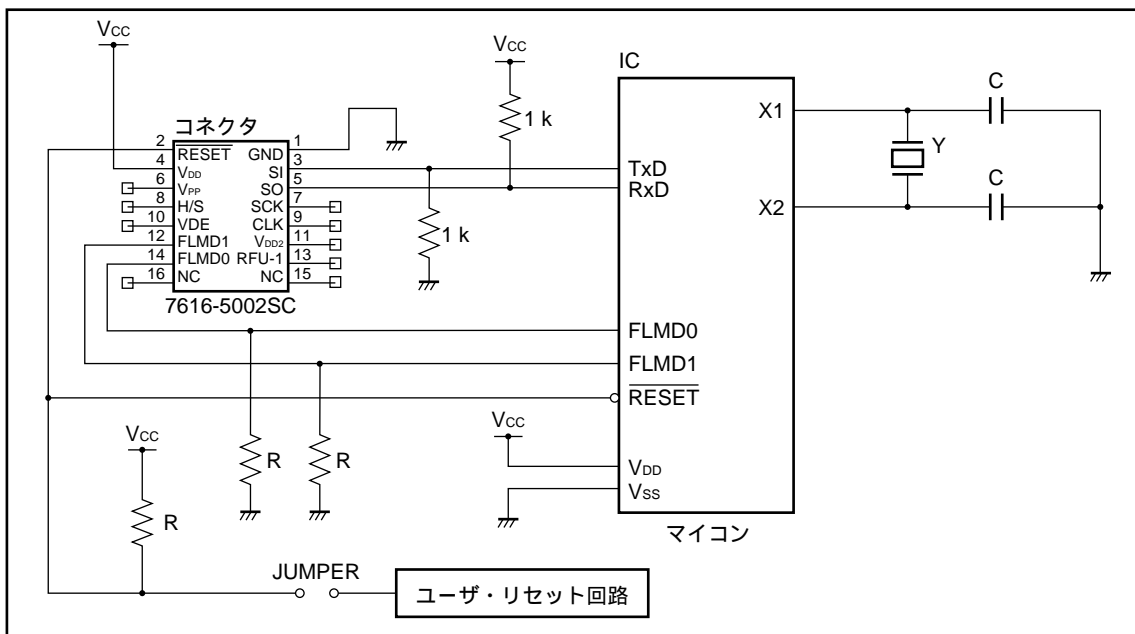 VCC
VCC
IC
コネクタ
1 k
X1
C
Y
2 RESET GND 1
4 VDD SI 3
6 VPP SO 5
8 H/S SCK 7
10 VDE CLK 9
12 FLMD1 VDD2 11
14 FLMD0 RFU-1 13
16 NC NC 15
7616-5002SC
1 k
TxD
RxD
X2
C
FLMD0
FLMD1
RESET
VCC
VCC
R
R
R
VDD
VSS
マイコン
JUMPER
ユーザ・リセット回路